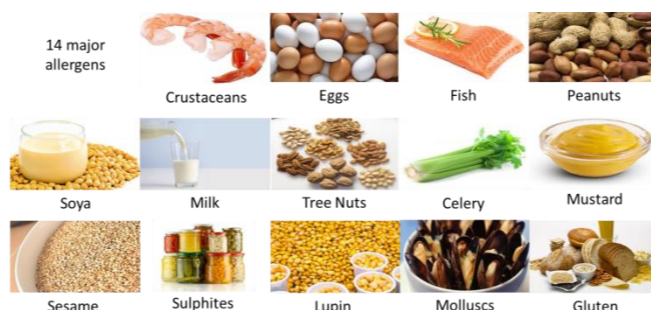 14 major
allergens
Crustaceans
Eggs
Fish
Peanuts
Soya
Milk
Tree Nuts
Celery
Mustard
Sesame
Sulphites
Lupin
Molluscs
Gluten